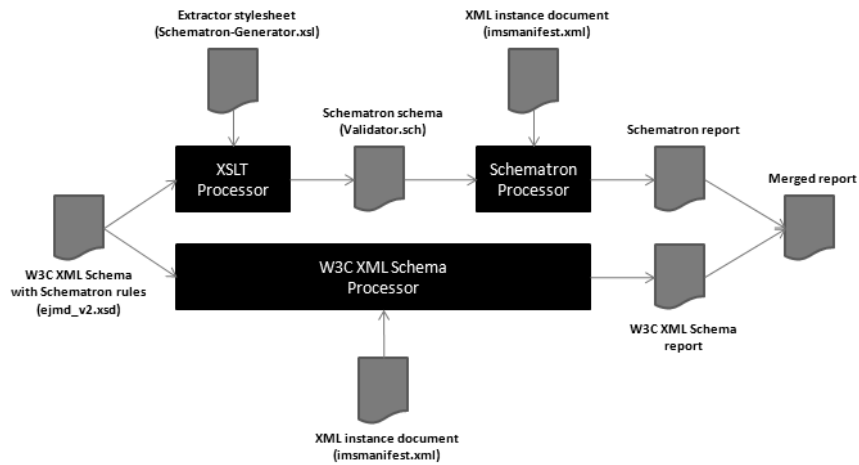 Extractor stylesheet
(Schematron-Generator.xsl)
XML instance document
(imsmanifest.xml)
Schematron schema
(Validator.sch)
Schematron report
XSLT
Processor
Schematron
Processor
Merged report
W3C XML Schema
with Schematron rules
(ejmd_v2.xsd)
W3C XML Schema
Processor
W3C XML Schema
report
XML instance document
(imsmanifest.xml)